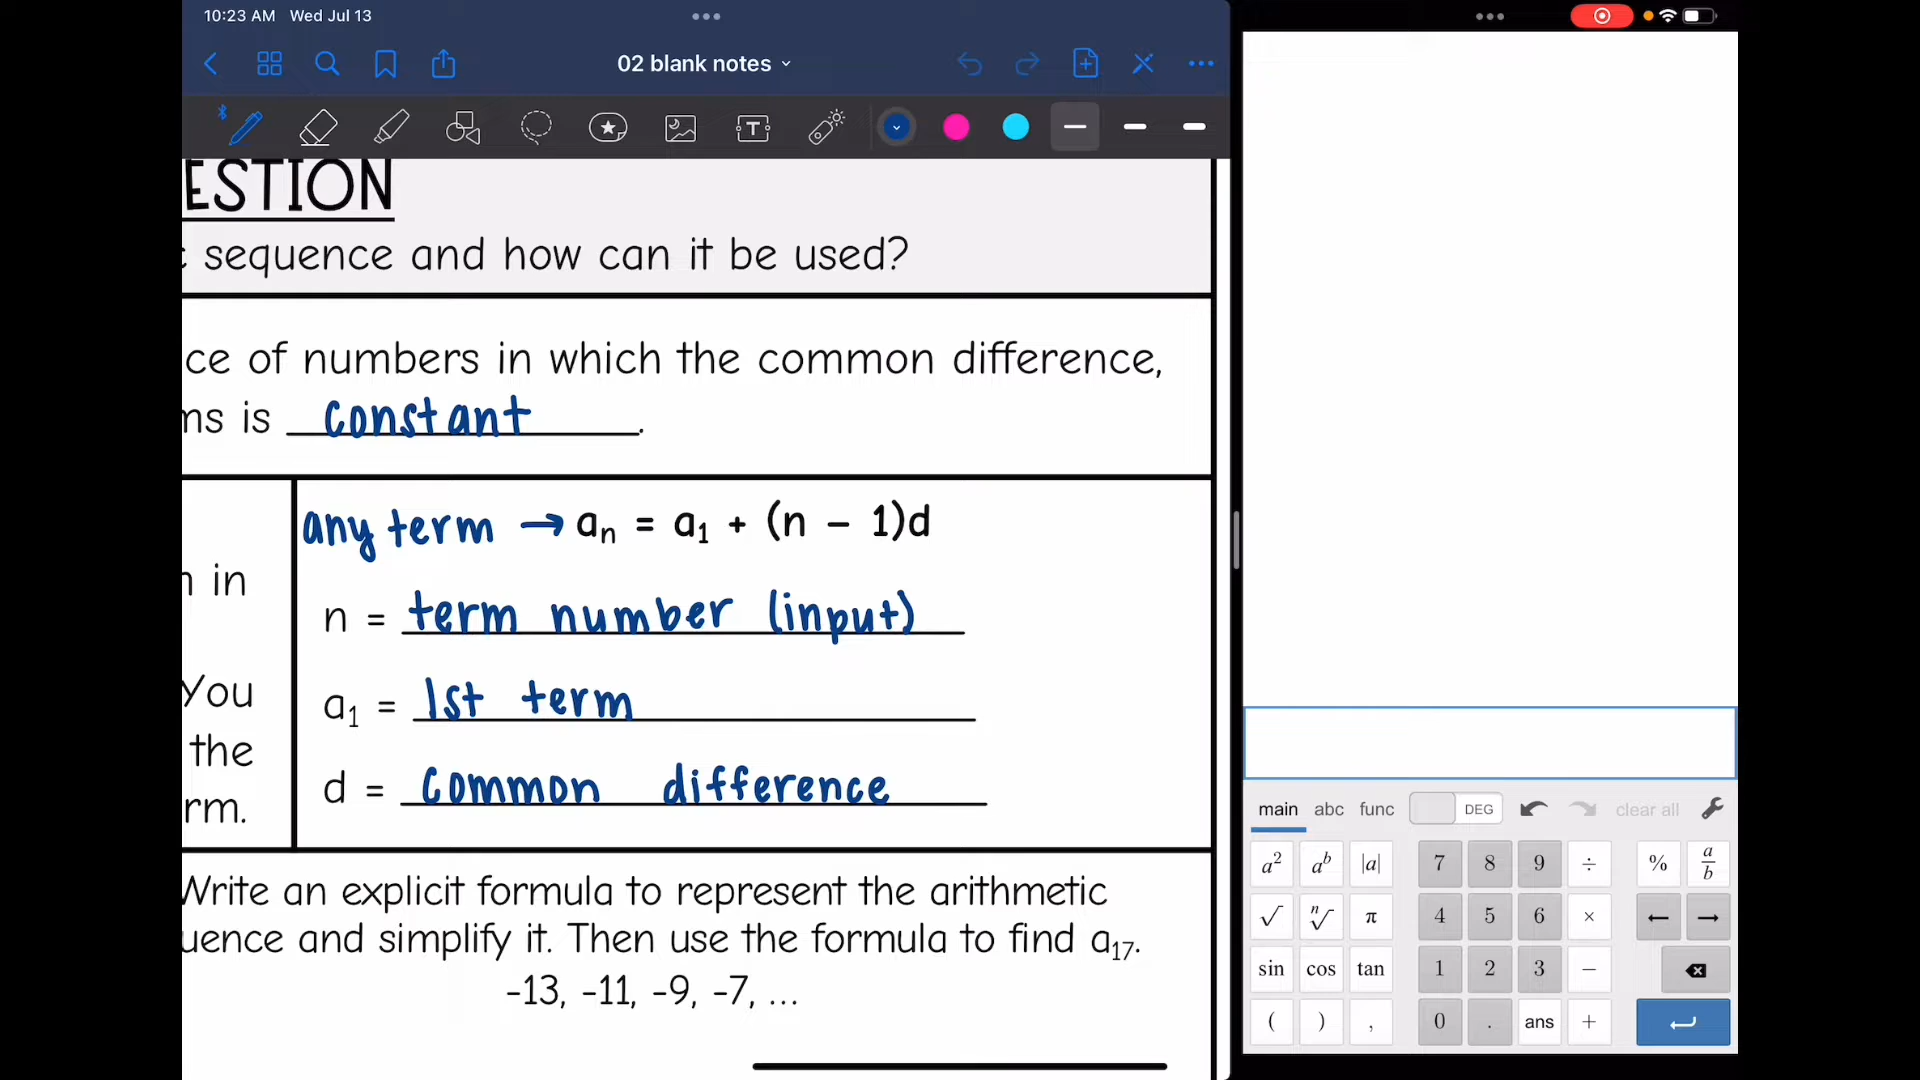 10:23 AM Wed Jul 13
02 blank notes
ESTION
sequence and how can it be used?
ce of numbers in which the common difference,
ms is constant.
any term → aₙ = a₁ + (n − 1)d
n in
n = term number (input)
You
a₁ = 1st term
the
d = common difference
rm.
Write an explicit formula to represent the arithmetic
uence and simplify it. Then use the formula to find a₁₇.
-13, -11, -9, -7, ...
main abc func DEG clear all
a² aᵇ |a| 7 8 9 ÷ % a/b
√ ⁿ√ π 4 5 6 × ← →
sin cos tan 1 2 3 −
( ) , 0 . ans +